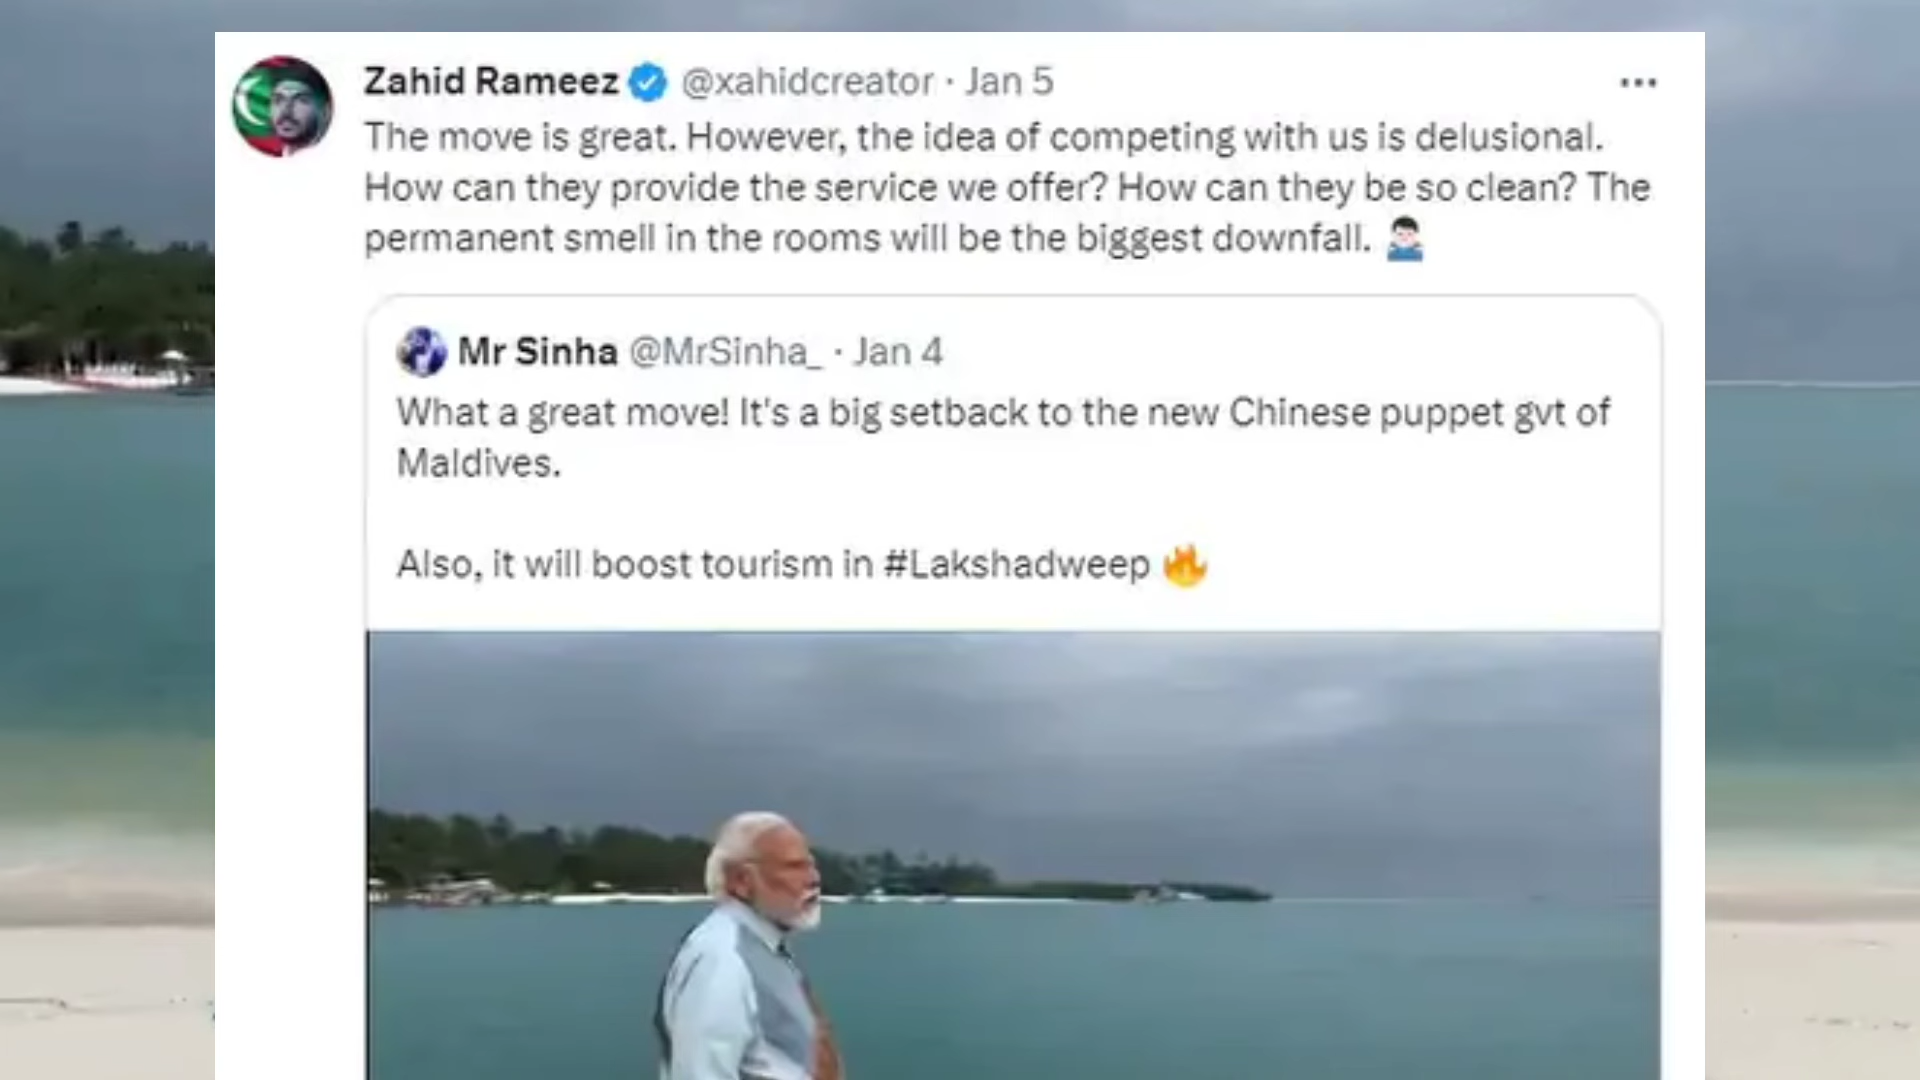 Zahid Rameez @xahidcreator · Jan 5
The move is great. However, the idea of competing with us is delusional.
How can they provide the service we offer? How can they be so clean? The
permanent smell in the rooms will be the biggest downfall. 🤷🏻‍♂️
Mr Sinha @MrSinha_ · Jan 4
What a great move! It's a big setback to the new Chinese puppet gvt of
Maldives.
Also, it will boost tourism in #Lakshadweep 🔥